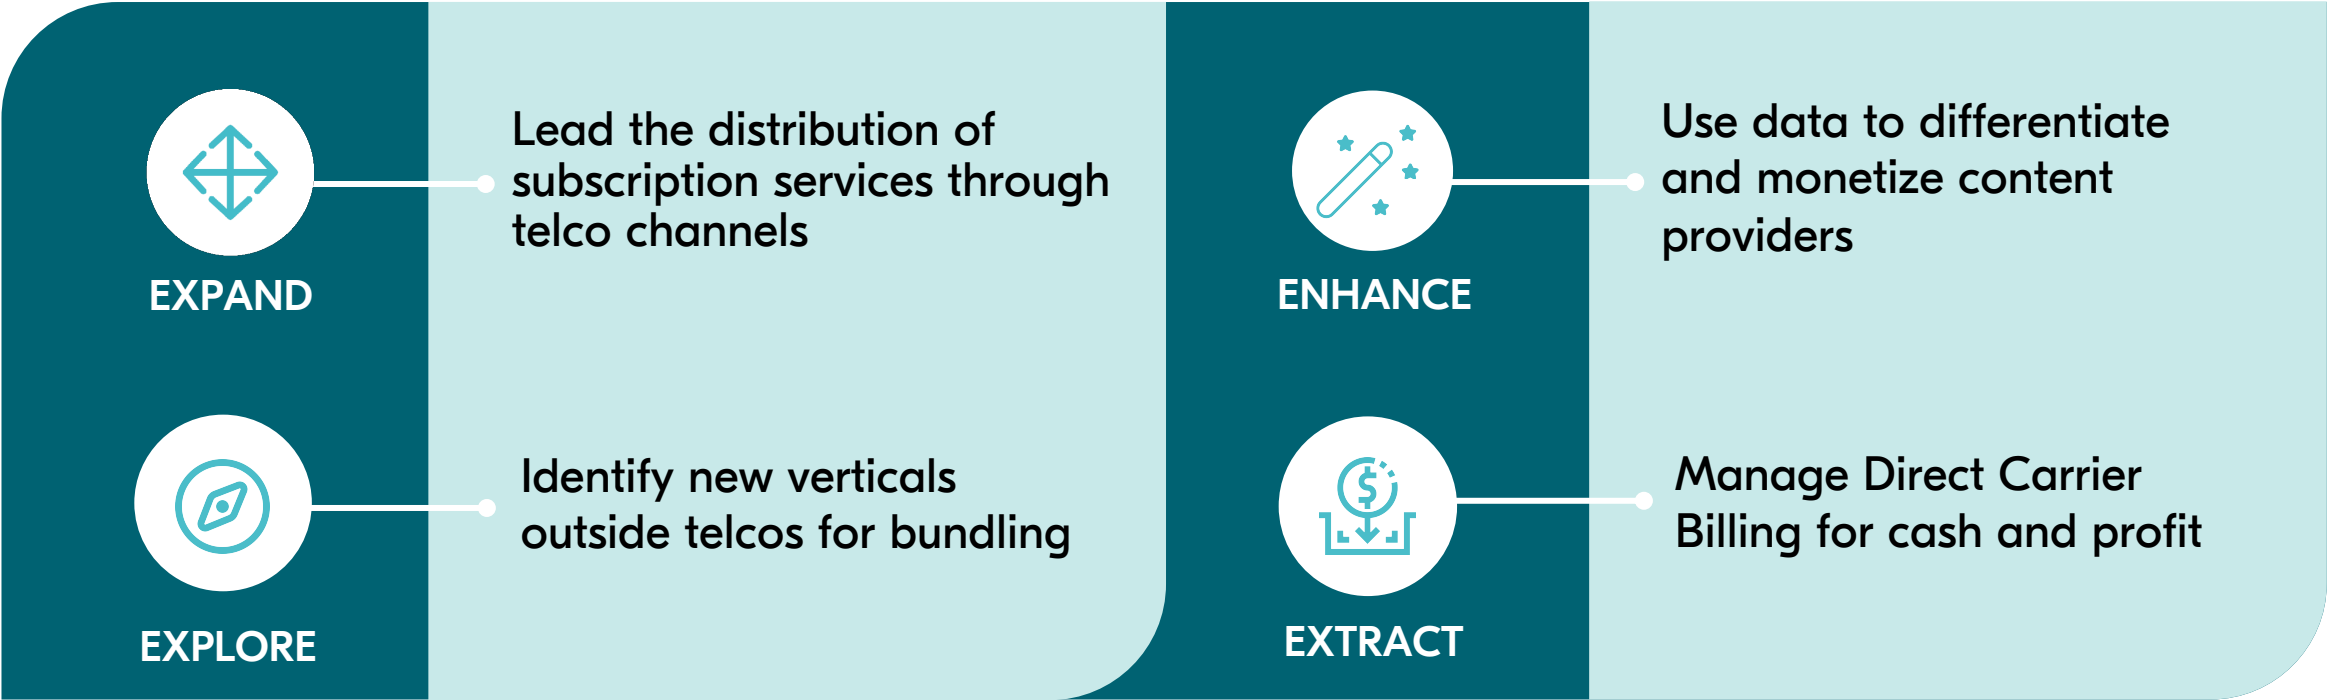 EXPAND
Lead the distribution of
subscription services through
telco channels
EXPLORE
Identify new verticals
outside telcos for bundling
ENHANCE
Use data to differentiate
and monetize content
providers
EXTRACT
Manage Direct Carrier
Billing for cash and profit